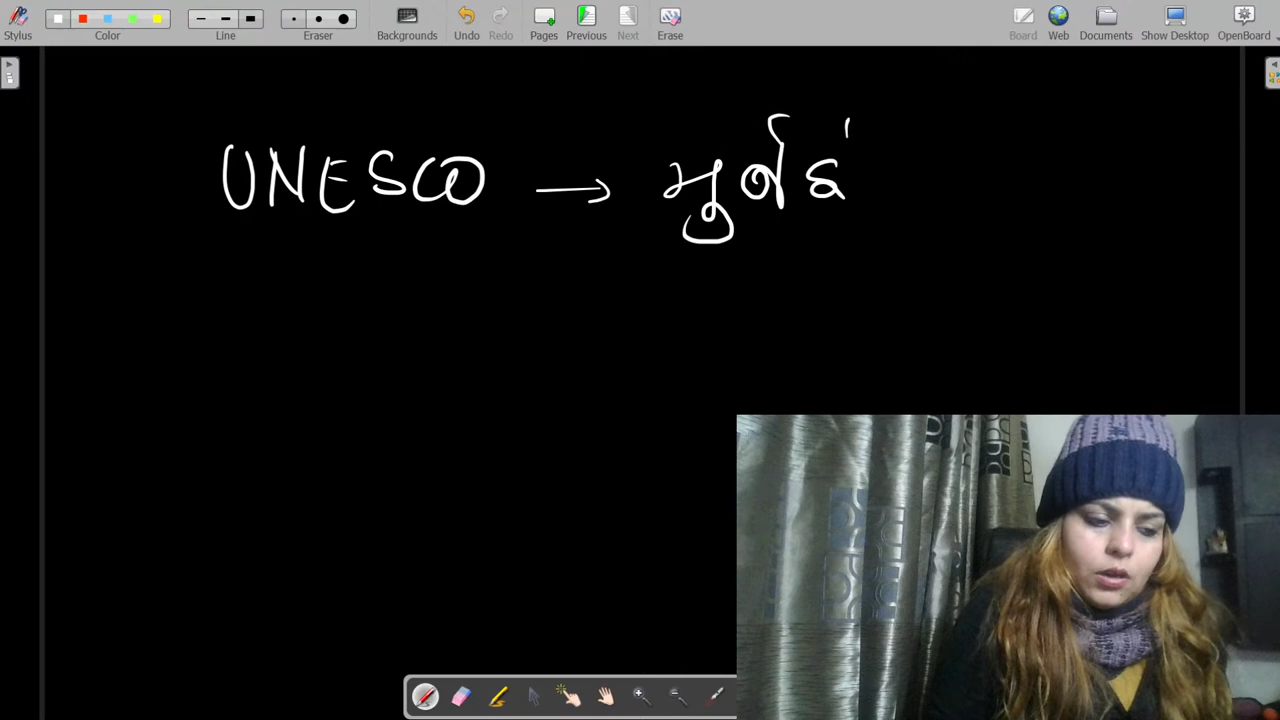 Stylus Color Line Eraser Backgrounds Undo Redo Pages Previous Next Erase Board Web Documents Show Desktop OpenBoard
UNESCO →